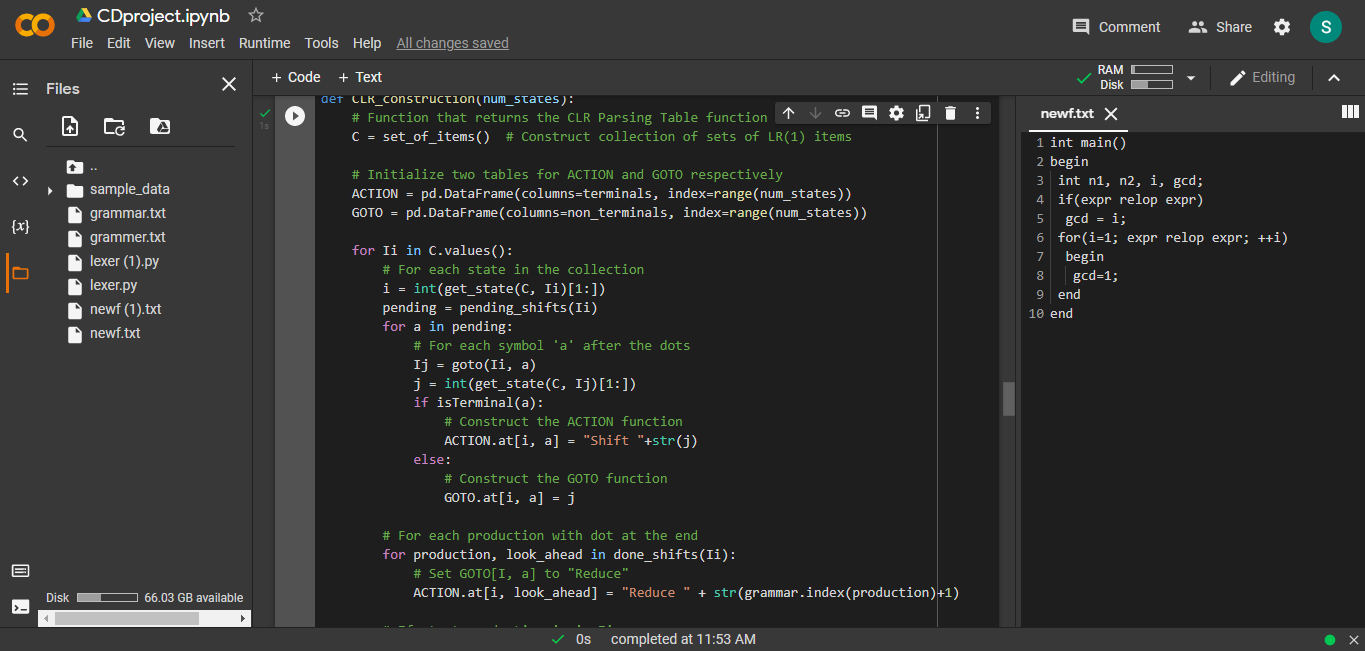 CDproject.ipynb
File Edit View Insert Runtime Tools Help All changes saved
Comment Share S
Files
+ Code + Text
RAM
Disk
Editing
..
sample_data
grammar.txt
grammer.txt
lexer (1).py
lexer.py
newf (1).txt
newf.txt
{x}
Disk 66.03 GB available
1s
def CLR_construction(num_states):
# Function that returns the CLR Parsing Table function
C = set_of_items()  # Construct collection of sets of LR(1) items
# Initialize two tables for ACTION and GOTO respectively
ACTION = pd.DataFrame(columns=terminals, index=range(num_states))
GOTO = pd.DataFrame(columns=non_terminals, index=range(num_states))
for Ii in C.values():
# For each state in the collection
i = int(get_state(C, Ii)[1:])
pending = pending_shifts(Ii)
for a in pending:
# For each symbol 'a' after the dots
Ij = goto(Ii, a)
j = int(get_state(C, Ij)[1:])
if isTerminal(a):
# Construct the ACTION function
ACTION.at[i, a] = "Shift "+str(j)
else:
# Construct the GOTO function
GOTO.at[i, a] = j
# For each production with dot at the end
for production, look_ahead in done_shifts(Ii):
# Set GOTO[I, a] to "Reduce"
ACTION.at[i, look_ahead] = "Reduce " + str(grammar.index(production)+1)
newf.txt
1 int main()
2 begin
3 int n1, n2, i, gcd;
4 if(expr relop expr)
5 gcd = i;
6 for(i=1; expr relop expr; ++i)
7 begin
8 gcd=1;
9 end
10 end
0s completed at 11:53 AM